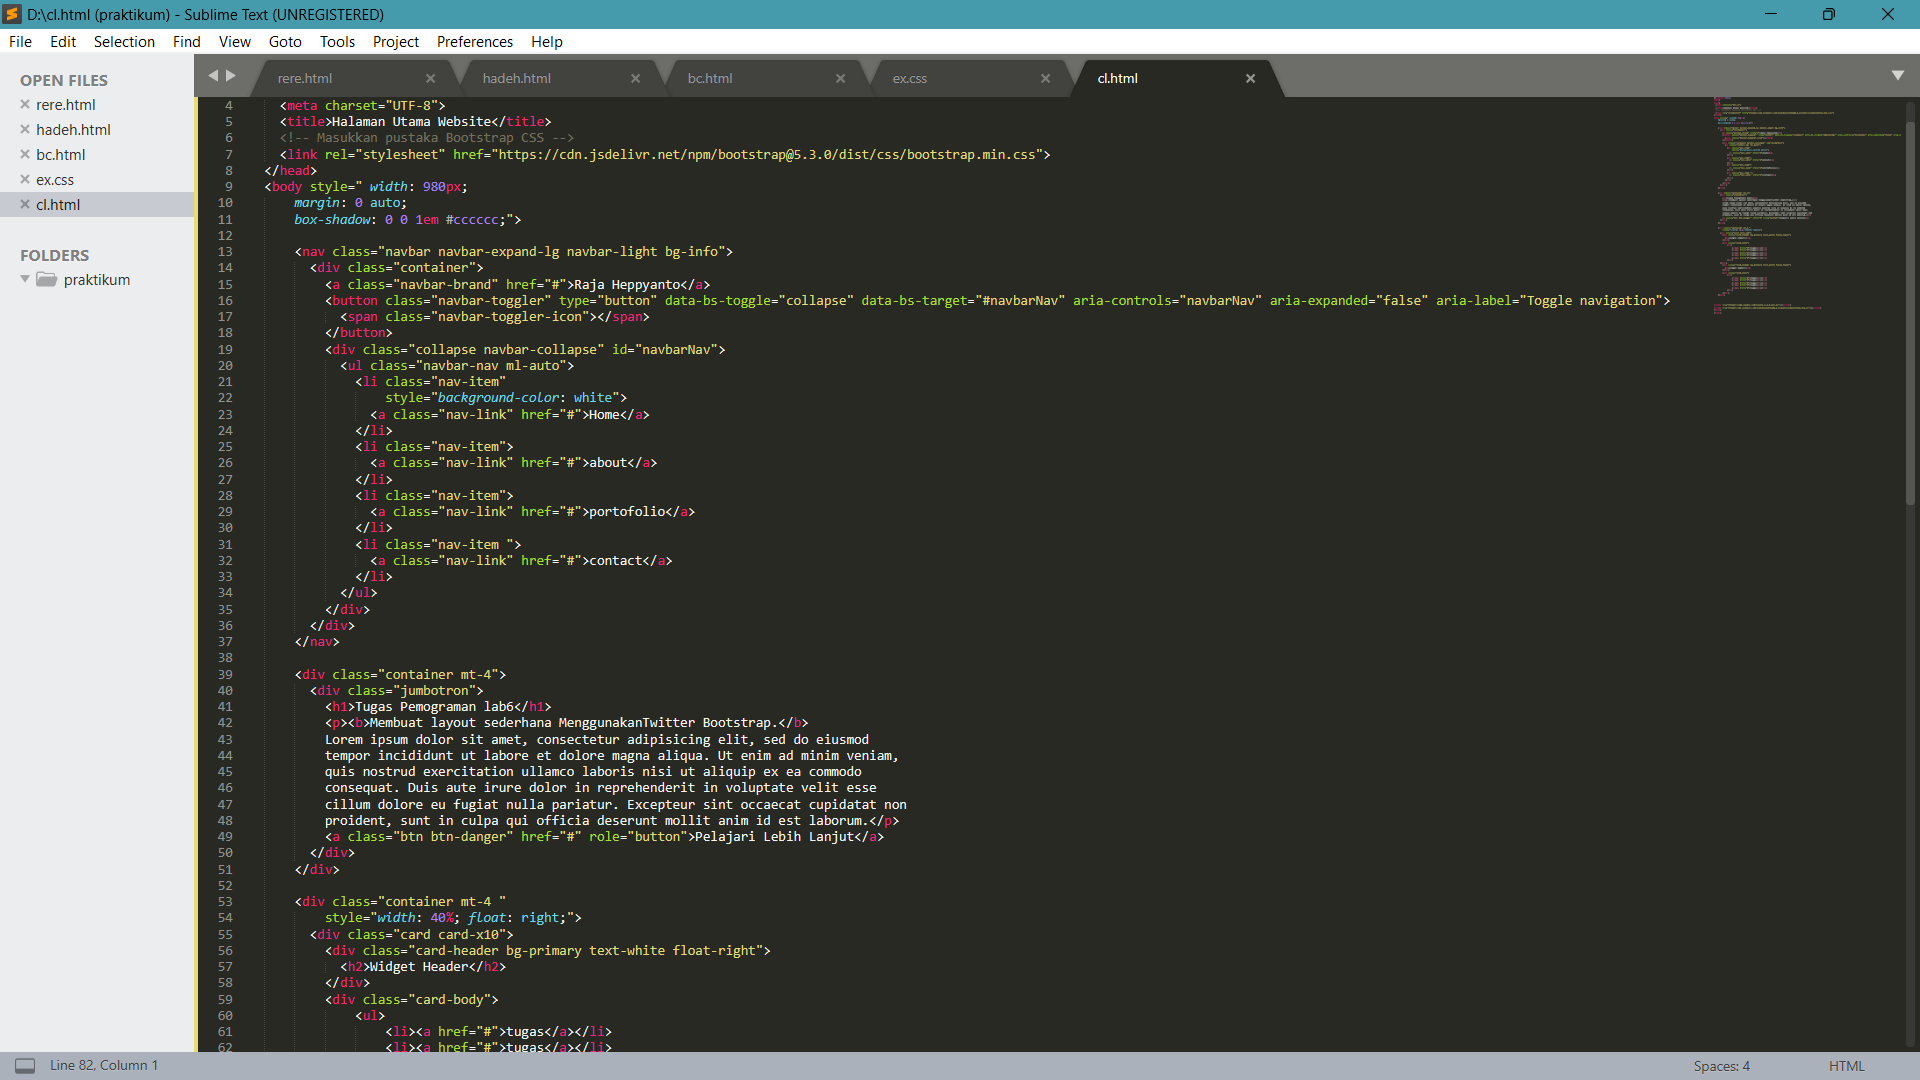 D:\cl.html (praktikum) - Sublime Text (UNREGISTERED)
File Edit Selection Find View Goto Tools Project Preferences Help
OPEN FILES
rere.html
hadeh.html
bc.html
ex.css
cl.html
FOLDERS
praktikum
rere.html hadeh.html bc.html ex.css cl.html
4 <meta charset="UTF-8">
5 <title>Halaman Utama Website</title>
6 <!-- Masukkan pustaka Bootstrap CSS -->
7 <link rel="stylesheet" href="https://cdn.jsdelivr.net/npm/bootstrap@5.3.0/dist/css/bootstrap.min.css">
8 </head>
9 <body style=" width: 980px;
10 margin: 0 auto;
11 box-shadow: 0 0 1em #cccccc;">
12
13 <nav class="navbar navbar-expand-lg navbar-light bg-info">
14 <div class="container">
15 <a class="navbar-brand" href="#">Raja Heppyanto</a>
16 <button class="navbar-toggler" type="button" data-bs-toggle="collapse" data-bs-target="#navbarNav" aria-controls="navbarNav" aria-expanded="false" aria-label="Toggle navigation">
17 <span class="navbar-toggler-icon"></span>
18 </button>
19 <div class="collapse navbar-collapse" id="navbarNav">
20 <ul class="navbar-nav ml-auto">
21 <li class="nav-item"
22 style="background-color: white">
23 <a class="nav-link" href="#">Home</a>
24 </li>
25 <li class="nav-item">
26 <a class="nav-link" href="#">about</a>
27 </li>
28 <li class="nav-item">
29 <a class="nav-link" href="#">portofolio</a>
30 </li>
31 <li class="nav-item ">
32 <a class="nav-link" href="#">contact</a>
33 </li>
34 </ul>
35 </div>
36 </div>
37 </nav>
38
39 <div class="container mt-4">
40 <div class="jumbotron">
41 <h1>Tugas Pemograman lab6</h1>
42 <p><b>Membuat layout sederhana MenggunakanTwitter Bootstrap.</b>
43 Lorem ipsum dolor sit amet, consectetur adipisicing elit, sed do eiusmod
44 tempor incididunt ut labore et dolore magna aliqua. Ut enim ad minim veniam,
45 quis nostrud exercitation ullamco laboris nisi ut aliquip ex ea commodo
46 consequat. Duis aute irure dolor in reprehenderit in voluptate velit esse
47 cillum dolore eu fugiat nulla pariatur. Excepteur sint occaecat cupidatat non
48 proident, sunt in culpa qui officia deserunt mollit anim id est laborum.</p>
49 <a class="btn btn-danger" href="#" role="button">Pelajari Lebih Lanjut</a>
50 </div>
51 </div>
52
53 <div class="container mt-4 "
54 style="width: 40%; float: right;">
55 <div class="card card-x10">
56 <div class="card-header bg-primary text-white float-right">
57 <h2>Widget Header</h2>
58 </div>
59 <div class="card-body">
60 <ul>
61 <li><a href="#">tugas</a></li>
62 <li><a href="#">tugas</a></li>
Line 82, Column 1 Spaces: 4 HTML